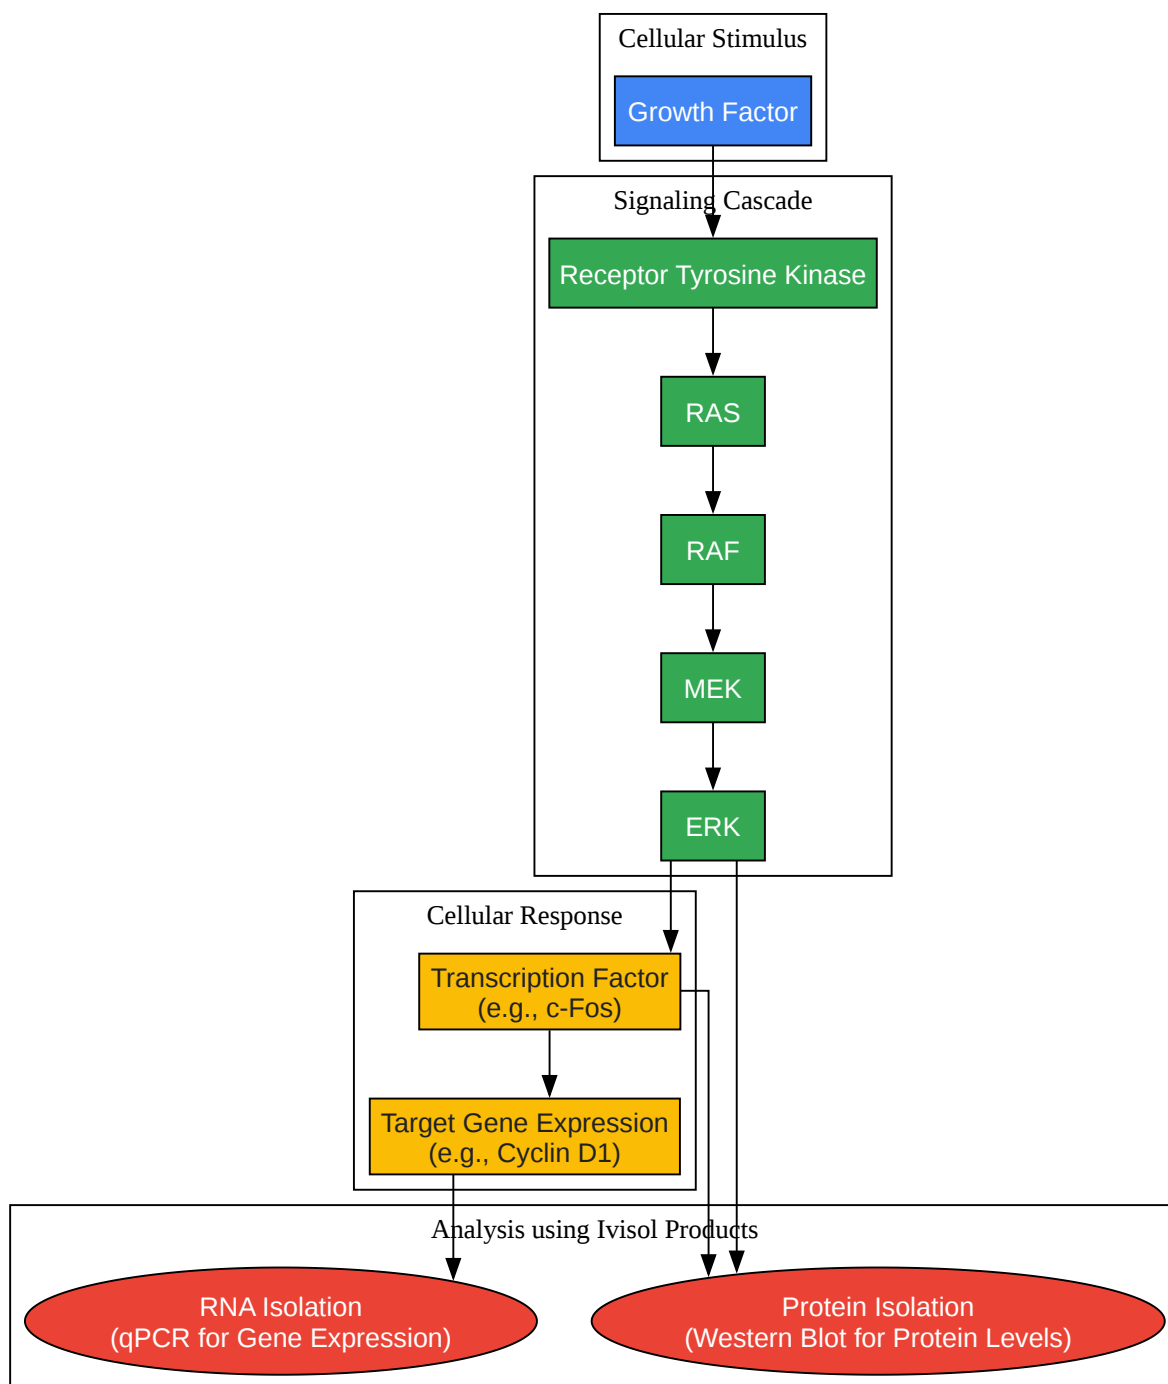 Cellular Stimulus
Growth Factor
Signaling Cascade
Receptor Tyrosine Kinase
RAS
RAF
MEK
ERK
Cellular Response
Transcription Factor
(e.g., c-Fos)
Target Gene Expression
(e.g., Cyclin D1)
Analysis using Ivisol Products
RNA Isolation
(qPCR for Gene Expression)
Protein Isolation
(Western Blot for Protein Levels)